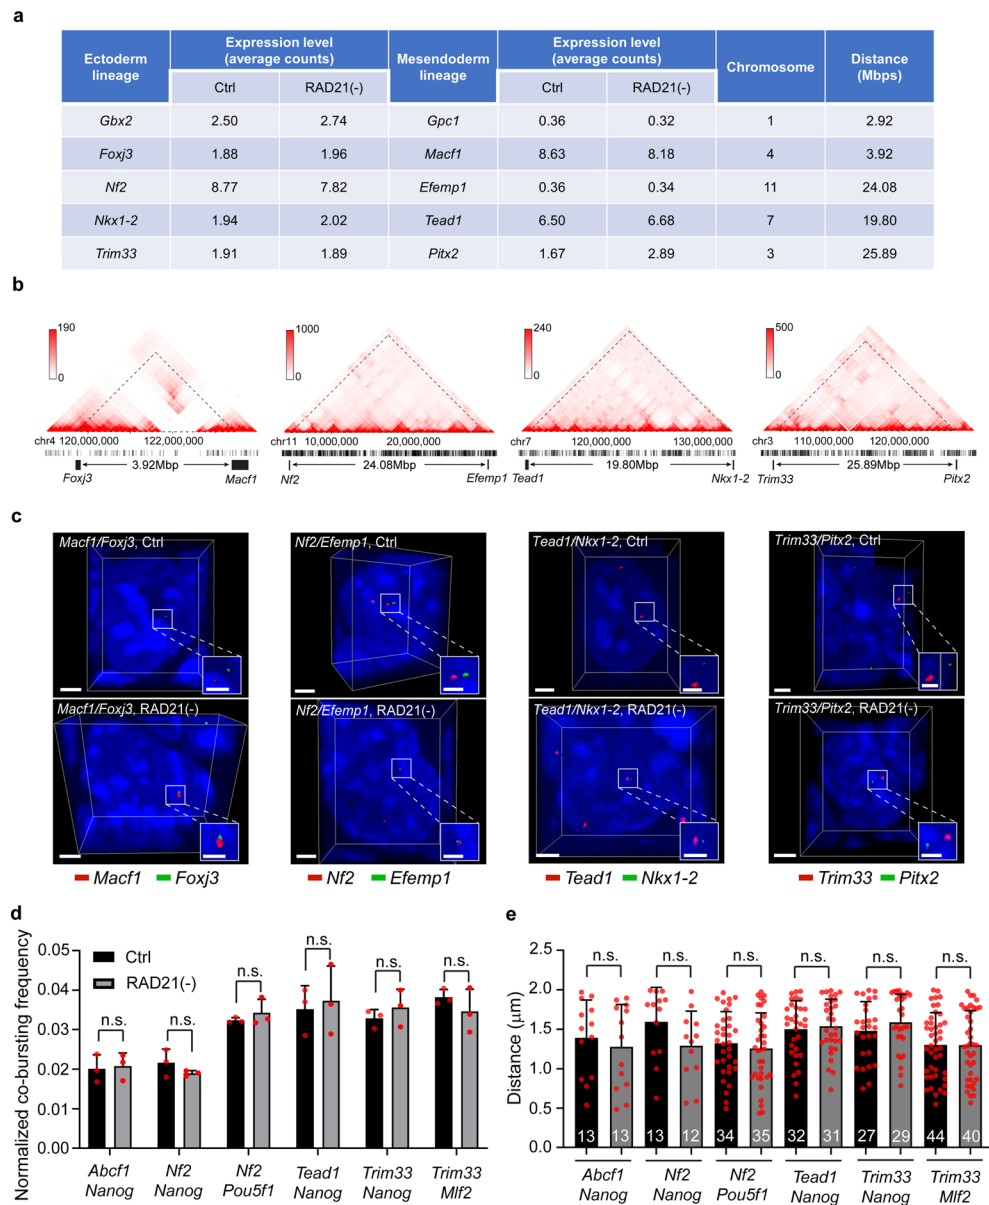 a
Ectoderm lineage
Expression level (average counts)
Mesendoderm lineage
Expression level (average counts)
Chromosome
Distance (Mbps)
Ctrl RAD21(-) Ctrl RAD21(-)
Gbx2 2.50 2.74 Gpc1 0.36 0.32 1 2.92
Foxj3 1.88 1.96 Macf1 8.63 8.18 4 3.92
Nf2 8.77 7.82 Efemp1 0.36 0.34 11 24.08
Nkx1-2 1.94 2.02 Tead1 6.50 6.68 7 19.80
Trim33 1.91 1.89 Pitx2 1.67 2.89 3 25.89
b
190
0
chr4 120,000,000 122,000,000
3.92Mbp
Foxj3 Macf1
1000
0
chr11 10,000,000 20,000,000
24.08Mbp
Nf2 Efemp1
240
0
chr7 120,000,000 130,000,000
19.80Mbp
Tead1 Nkx1-2
500
0
chr3 110,000,000 120,000,000
25.89Mbp
Trim33 Pitx2
c
Macf1/Foxj3, Ctrl
Nf2/Efemp1, Ctrl
Tead1/Nkx1-2, Ctrl
Trim33/Pitx2, Ctrl
Macf1/Foxj3, RAD21(-)
Nf2/Efemp1, RAD21(-)
Tead1/Nkx1-2, RAD21(-)
Trim33/Pitx2, RAD21(-)
Macf1 Foxj3
Nf2 Efemp1
Tead1 Nkx1-2
Trim33 Pitx2
d
Normalized co-bursting frequency
0.05
0.04
0.03
0.02
0.01
0.00
Ctrl
RAD21(-)
n.s. n.s. n.s. n.s. n.s. n.s.
Abcf1 Nf2 Nf2 Tead1 Trim33 Trim33
Nanog Nanog Pou5f1 Nanog Nanog Mlf2
e
Distance (μm)
2.5
2.0
1.5
1.0
0.5
0.0
n.s. n.s. n.s. n.s. n.s. n.s.
13 13 13 12 34 35 32 31 27 29 44 40
Abcf1 Nf2 Nf2 Tead1 Trim33 Trim33
Nanog Nanog Pou5f1 Nanog Nanog Mlf2